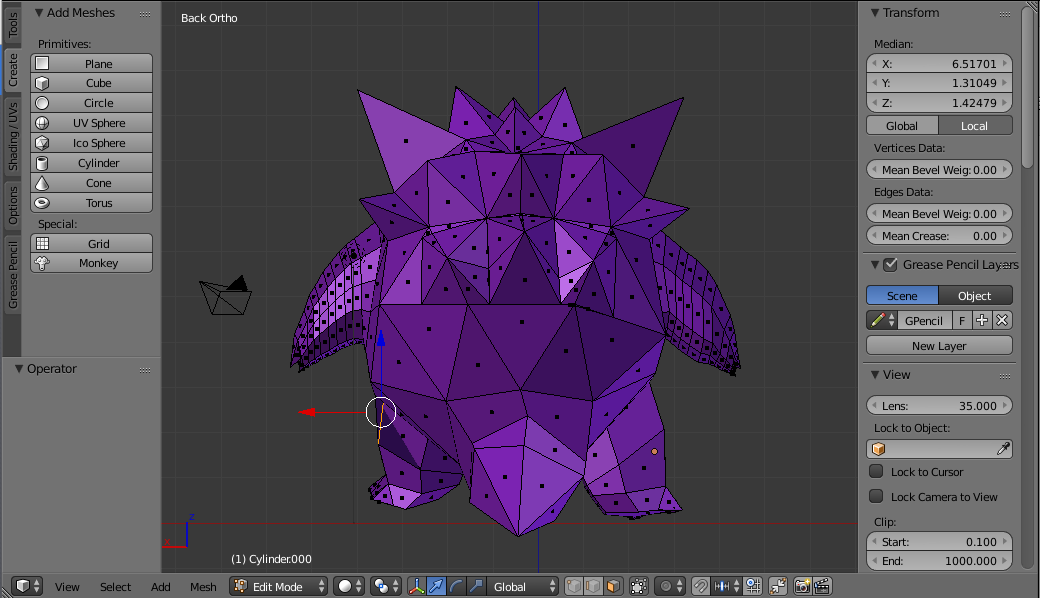 Tools
Create
Shading / UVs
Options
Grease Pencil
Add Meshes
Primitives:
Plane
Cube
Circle
UV Sphere
Ico Sphere
Cylinder
Cone
Torus
Special:
Grid
Monkey
Operator
Back Ortho
z
(1) Cylinder.000
Transform
Median:
X: 6.51701
Y: 1.31049
Z: 1.42479
Global Local
Vertices Data:
Mean Bevel Weig: 0.00
Edges Data:
Mean Bevel Weig: 0.00
Mean Crease: 0.00
Grease Pencil Layers
Scene Object
GPencil F
New Layer
View
Lens: 35.000
Lock to Object:
Lock to Cursor
Lock Camera to View
Clip:
Start: 0.100
End: 1000.000
View Select Add Mesh Edit Mode Global